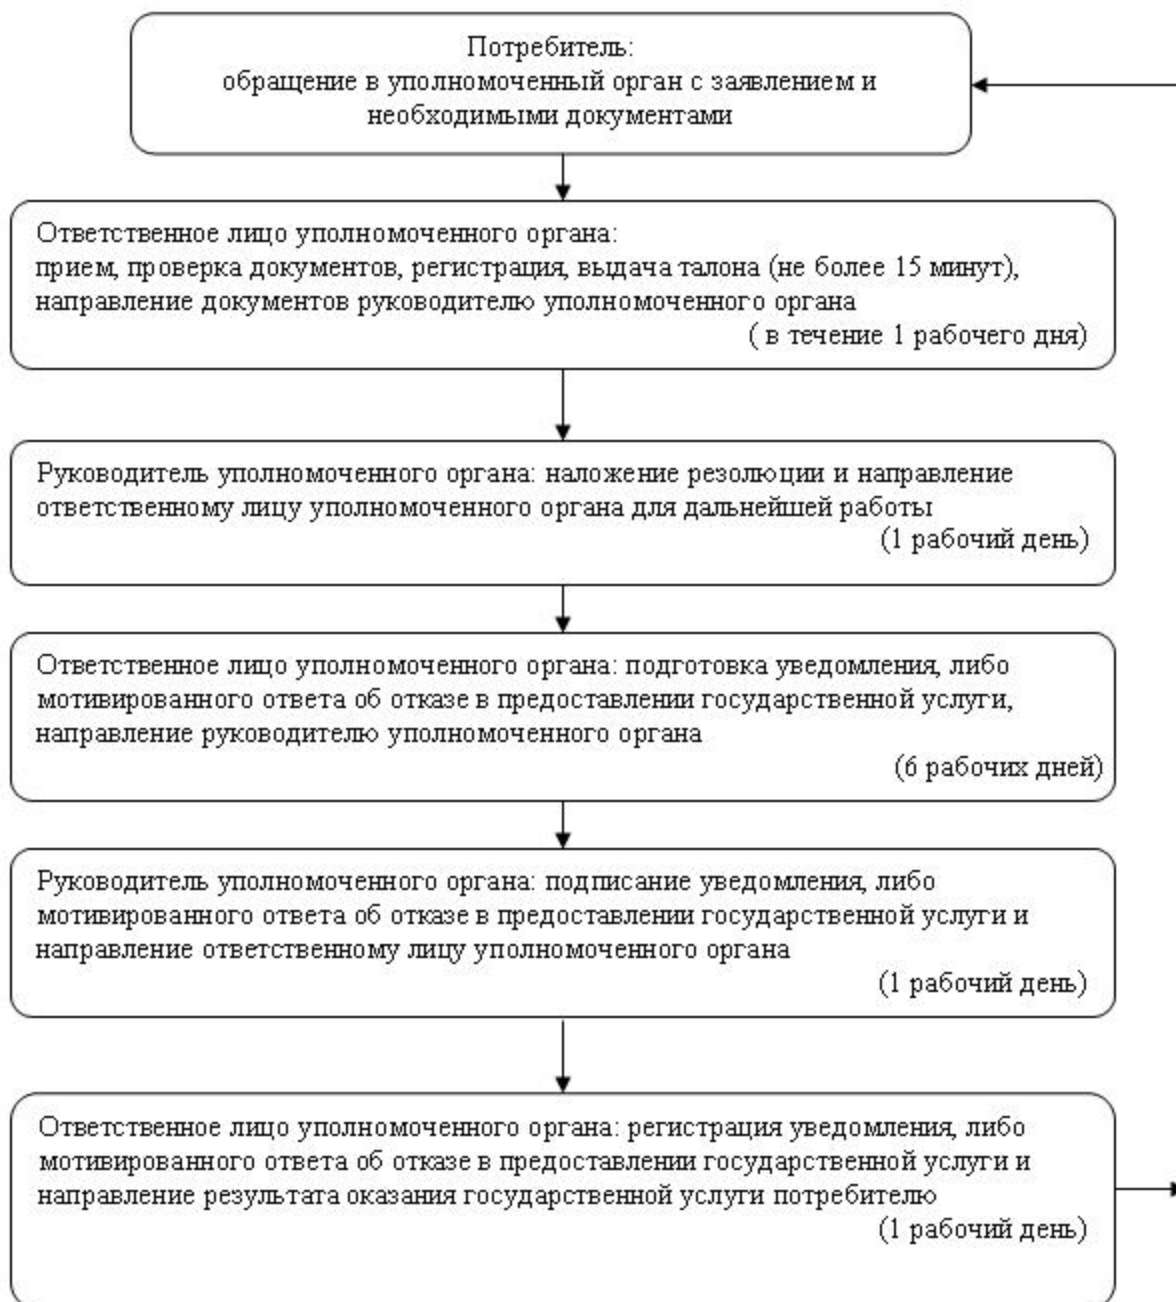 Потребитель:
обращение в уполномоченный орган с заявлением и
необходимыми документами
Ответственное лицо уполномоченного органа:
прием, проверка документов, регистрация, выдача талона (не более 15 минут),
направление документов руководителю уполномоченного органа
( в течение 1 рабочего дня)
Руководитель уполномоченного органа: наложение резолюции и направление
ответственному лицу уполномоченного органа для дальнейшей работы
(1 рабочий день)
Ответственное лицо уполномоченного органа: подготовка уведомления, либо
мотивированного ответа об отказе в предоставлении государственной услуги,
направление руководителю уполномоченного органа
(6 рабочих дней)
Руководитель уполномоченного органа: подписание уведомления, либо
мотивированного ответа об отказе в предоставлении государственной услуги и
направление ответственному лицу уполномоченного органа
(1 рабочий день)
Ответственное лицо уполномоченного органа: регистрация уведомления, либо
мотивированного ответа об отказе в предоставлении государственной услуги и
направление результата оказания государственной услуги потребителю
(1 рабочий день)